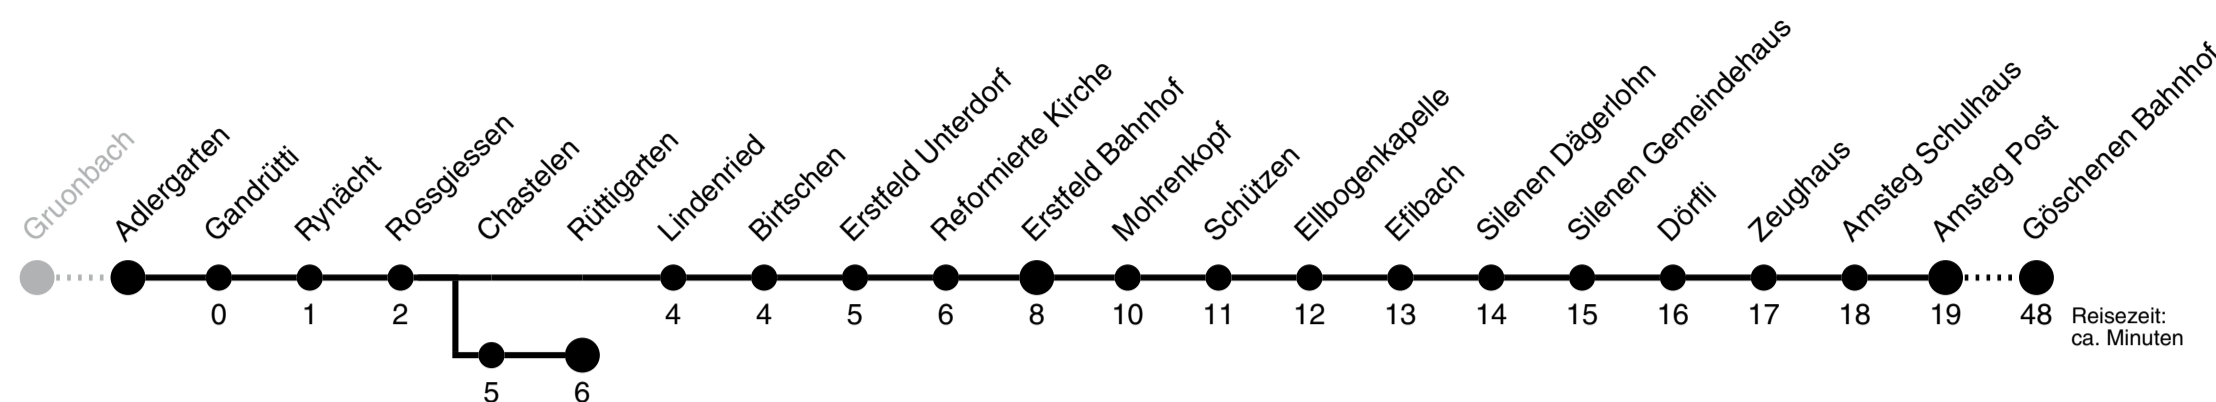 Gruonbach
Adlergarten
Gandrütti
Rynächt
Rossgiessen
Chastelen
Rüttigarten
Lindenried
Birtschen
Erstfeld Unterdorf
Reformierte Kirche
Erstfeld Bahnhof
Mohrenkopf
Schützen
Ellbogenkapelle
Efibach
Silenen Dägerlohn
Silenen Gemeindehaus
Dörfli
Zeughaus
Amsteg Schulhaus
Amsteg Post
Göschenen Bahnhof
0 1 2 4 4 5 6 8 10 11 12 13 14 15 16 17 18 19 48
Reisezeit:
ca. Minuten
5 6